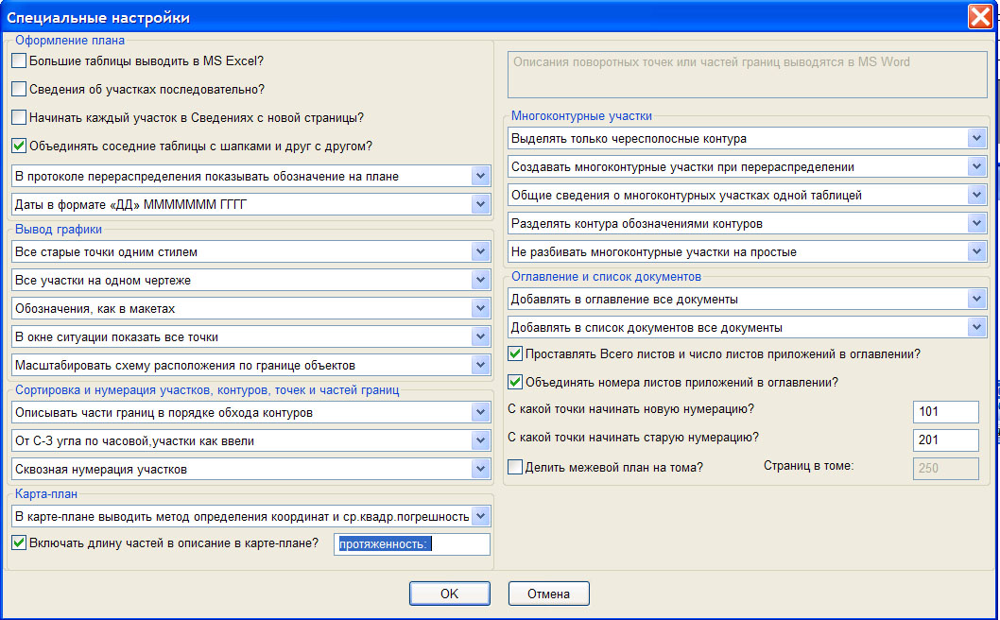 Специальные настройки
Оформление плана
Большие таблицы выводить в MS Excel?
Сведения об участках последовательно?
Начинать каждый участок в Сведениях с новой страницы?
Объединять соседние таблицы с шапками и друг с другом?
В протоколе перераспределения показывать обозначение на плане
Даты в формате «ДД» МММММММ ГГГГ
Вывод графики
Все старые точки одним стилем
Все участки на одном чертеже
Обозначения, как в макетах
В окне ситуации показать все точки
Масштабировать схему расположения по границе объектов
Сортировка и нумерация участков, контуров, точек и частей границ
Описывать части границ в порядке обхода контуров
От С-З угла по часовой,участки как ввели
Сквозная нумерация участков
Карта-план
В карте-плане выводить метод определения координат и ср.квадр.погрешность
Включать длину частей в описание в карте-плане? протяженность:
Описания поворотных точек или частей границ выводятся в MS Word
Многоконтурные участки
Выделять только чересполосные контура
Создавать многоконтурные участки при перераспределении
Общие сведения о многоконтурных участках одной таблицей
Разделять контура обозначениями контуров
Не разбивать многоконтурные участки на простые
Оглавление и список документов
Добавлять в оглавление все документы
Добавлять в список документов все документы
Проставлять Всего листов и число листов приложений в оглавлении?
Объединять номера листов приложений в оглавлении?
С какой точки начинать новую нумерацию? 101
С какой точки начинать старую нумерацию? 201
Делить межевой план на тома? Страниц в томе: 250
OK Отмена